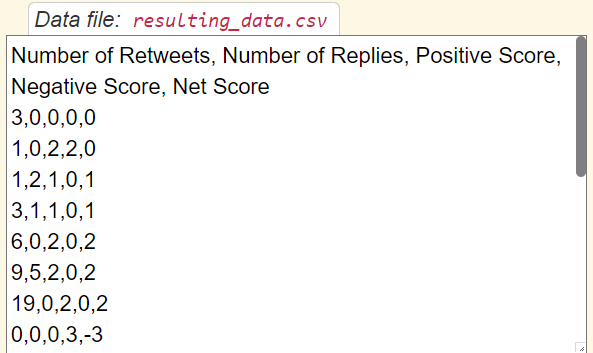 Data file: resulting_data.csv
Number of Retweets, Number of Replies, Positive Score,
Negative Score, Net Score
3,0,0,0,0
1,0,2,2,0
1,2,1,0,1
3,1,1,0,1
6,0,2,0,2
9,5,2,0,2
19,0,2,0,2
0,0,0,3,-3